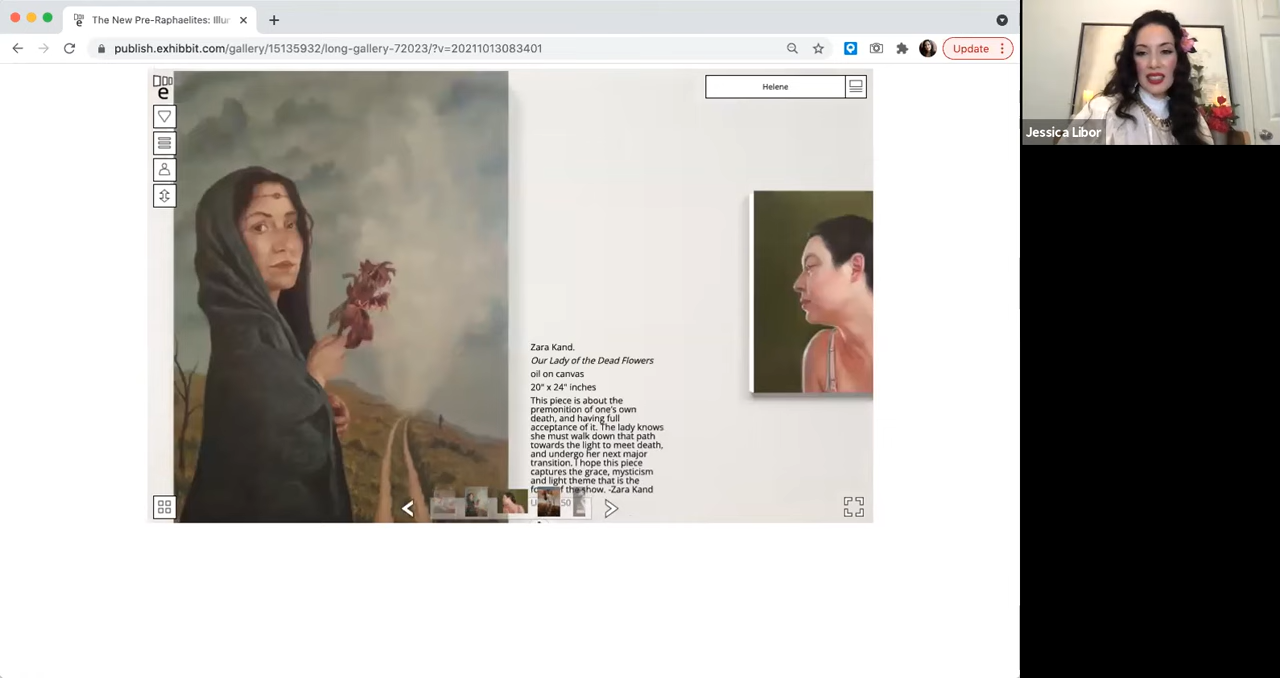 The New Pre-Raphaelites: Illu
publish.exhibbit.com/gallery/15135932/long-gallery-72023/?v=20211013083401
Update
Jessica Libor
e
Helene
Zara Kand.
Our Lady of the Dead Flowers
oil on canvas
20" x 24" inches
This piece is about the
premonition of one's own
death, and having full
acceptance of it. The lady knows
she must walk down that path
towards the light to meet death,
and undergo her next major
transition. I hope this piece
captures the grace, mysticism
and light theme that is the
of the show. -Zara Kand